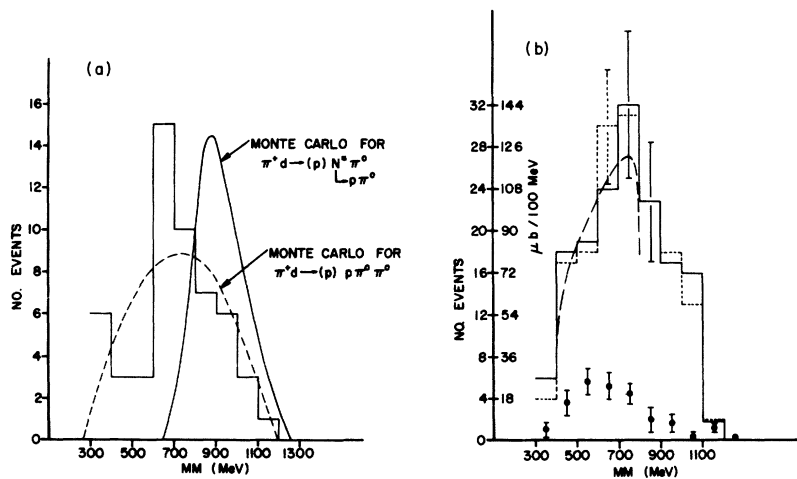 (a)
16
14
12
10
8
6
4
2
0
NO. EVENTS
300 500 700 900 1100 1300
MM (MeV)
MONTE CARLO FOR
π⁺d→(p) N* π⁰
pπ⁰
MONTE CARLO FOR
π⁺d→(p) pπ⁰ π⁰
(b)
32 144
28 126
24 108
20 90
16 72
12 54
8 36
4 18
0
NO. EVENTS
μb/100 MeV
300 500 700 900 1100
MM (MeV)